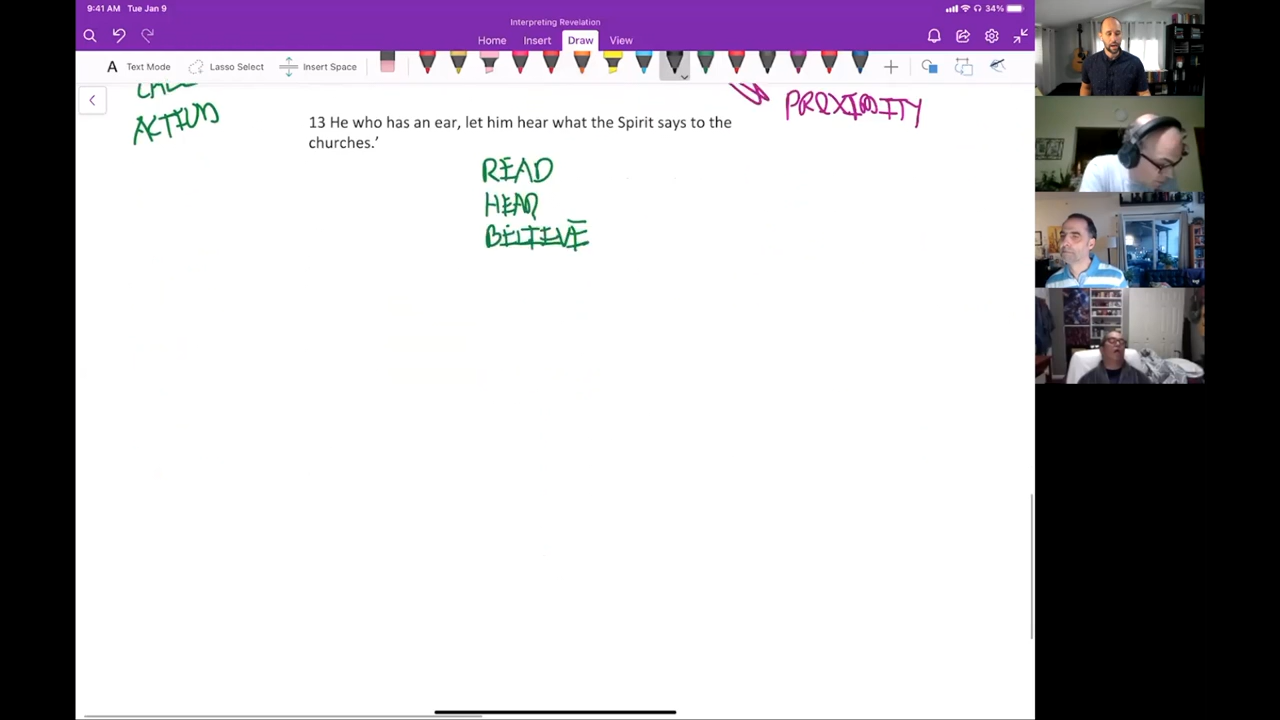 9:41 AM Tue Jan 9
34%
Interpreting Revelation
Home Insert Draw View
A Text Mode Lasso Select Insert Space
PROXIMITY
13 He who has an ear, let him hear what the Spirit says to the
churches.’
READ
HEAR
BELIEVE